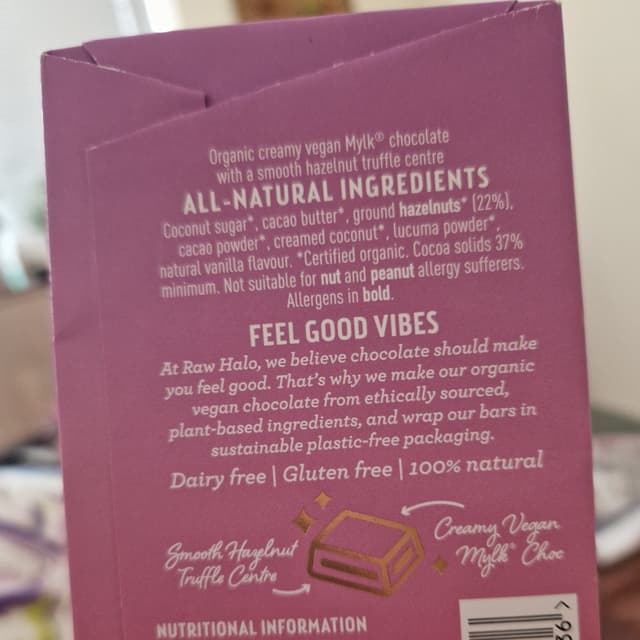 Organic creamy vegan Mylk® chocolate
with a smooth hazelnut truffle centre
ALL-NATURAL INGREDIENTS
Coconut sugar*, cacao butter*, ground hazelnuts* (22%),
cacao powder*, creamed coconut*, lucuma powder*,
natural vanilla flavour. *Certified organic. Cocoa solids 37%
minimum. Not suitable for nut and peanut allergy sufferers.
Allergens in bold.
FEEL GOOD VIBES
At Raw Halo, we believe chocolate should make
you feel good. That's why we make our organic
vegan chocolate from ethically sourced,
plant-based ingredients, and wrap our bars in
sustainable plastic-free packaging.
Dairy free | Gluten free | 100% natural
Creamy Vegan
Mylk® Choc
Smooth Hazelnut
Truffle Centre
NUTRITIONAL INFORMATION